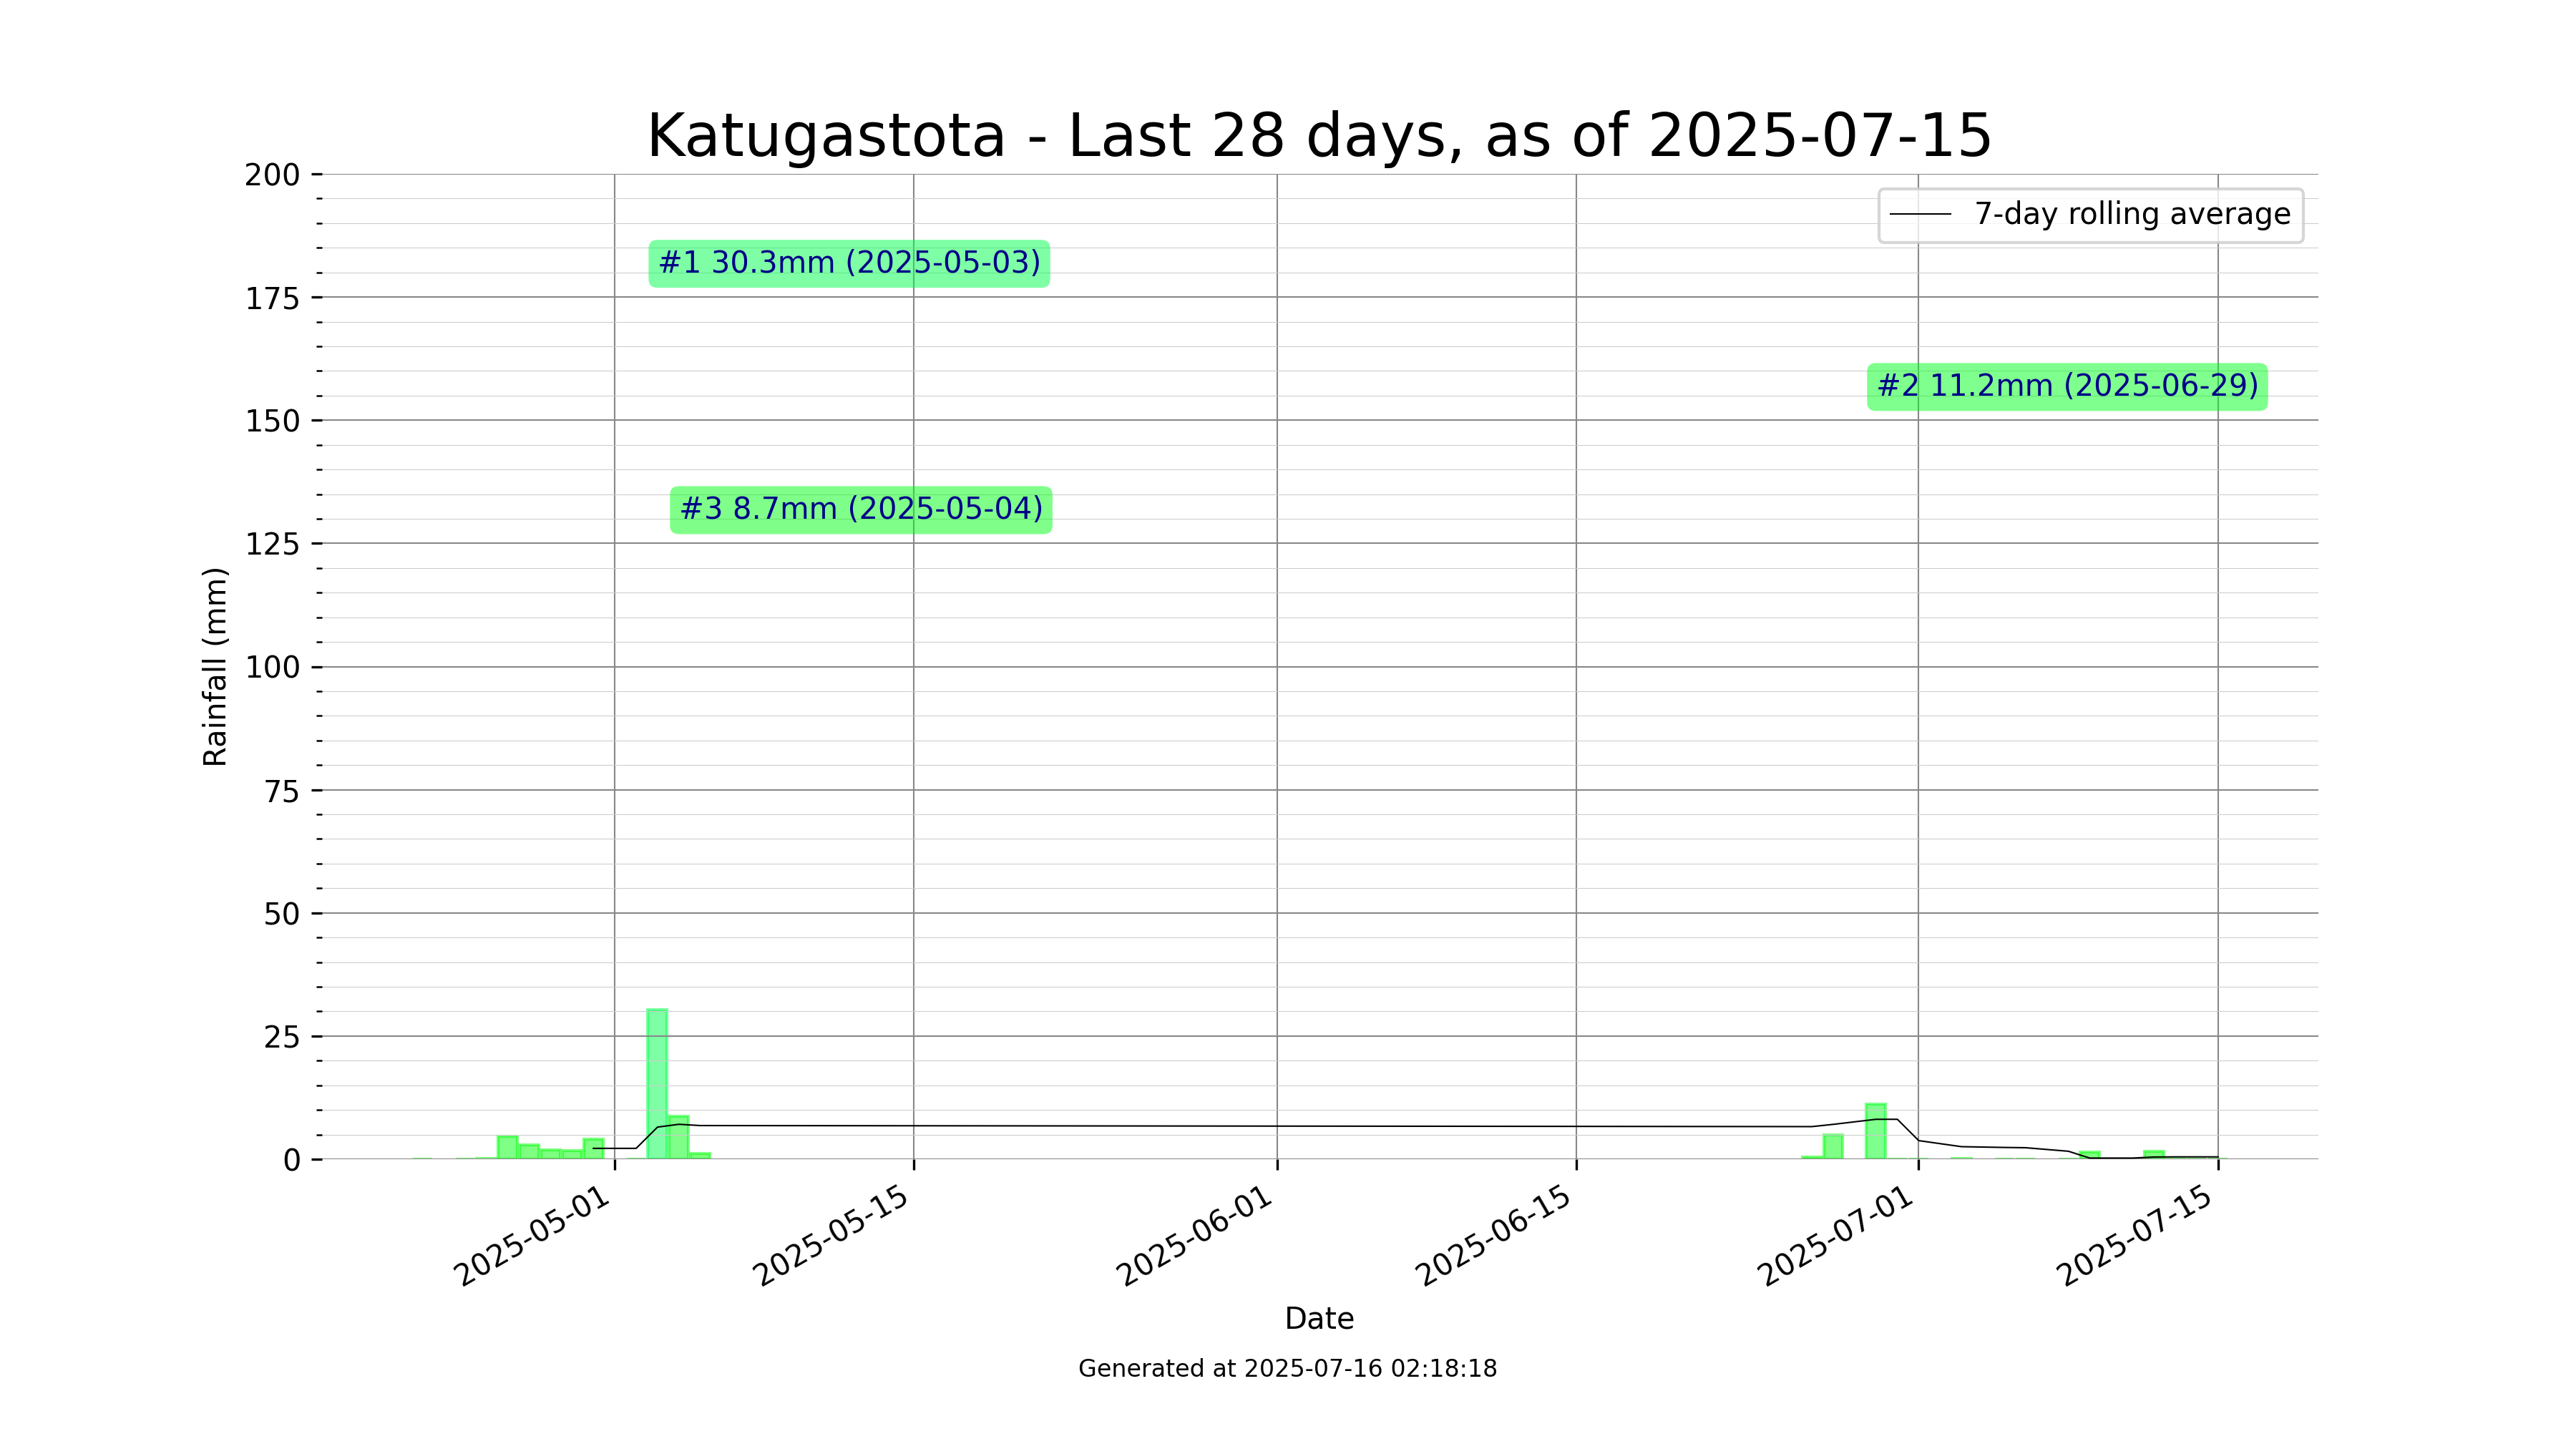 Katugastota - Last 28 days, as of 2025-07-15
200
7-day rolling average
#1 30.3mm (2025-05-03)
175
#2 11.2mm (2025-06-29)
150
#3 8.7mm (2025-05-04)
125
Rainfall (mm)
100
75
50
25
0
2025-05-01
2025-05-15
2025-06-01
2025-06-15
2025-07-01
2025-07-15
Date
Generated at 2025-07-16 02:18:18